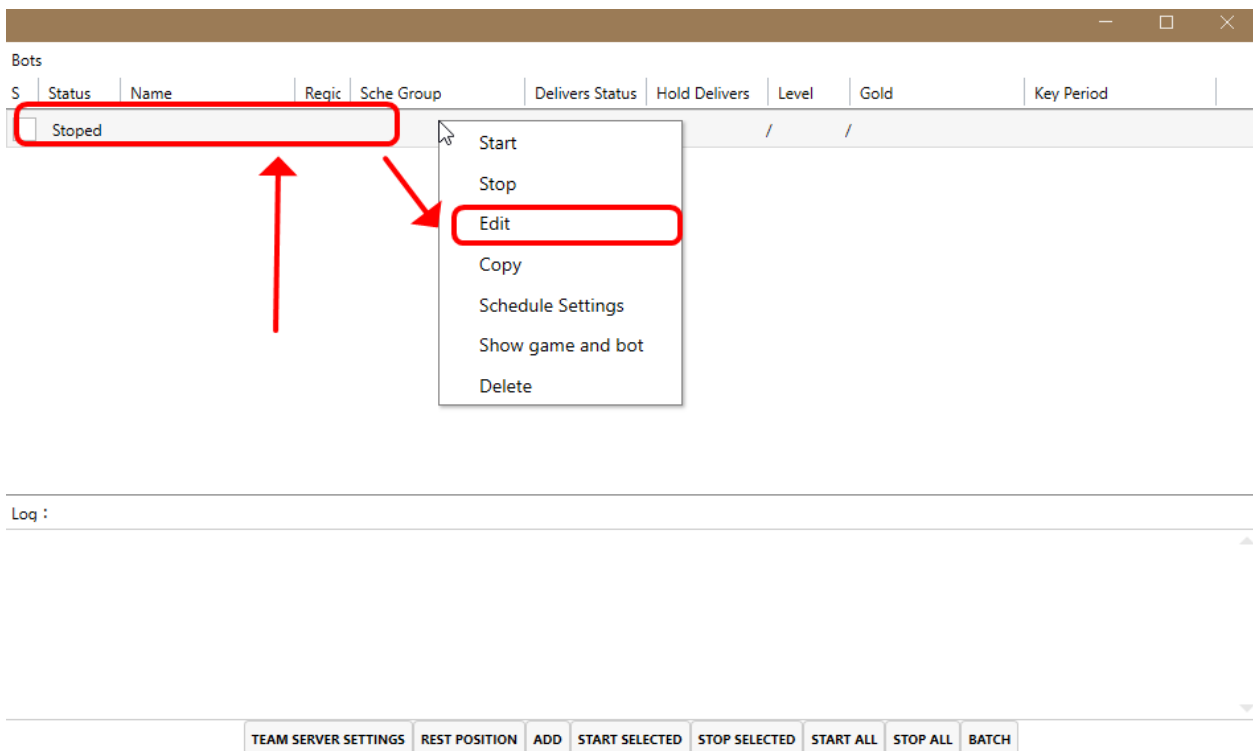 Bots
S Status Name Regic Sche Group Delivers Status Hold Delivers Level Gold Key Period
Stoped / /
Start
Stop
Edit
Copy
Schedule Settings
Show game and bot
Delete
Log :
TEAM SERVER SETTINGS REST POSITION ADD START SELECTED STOP SELECTED START ALL STOP ALL BATCH